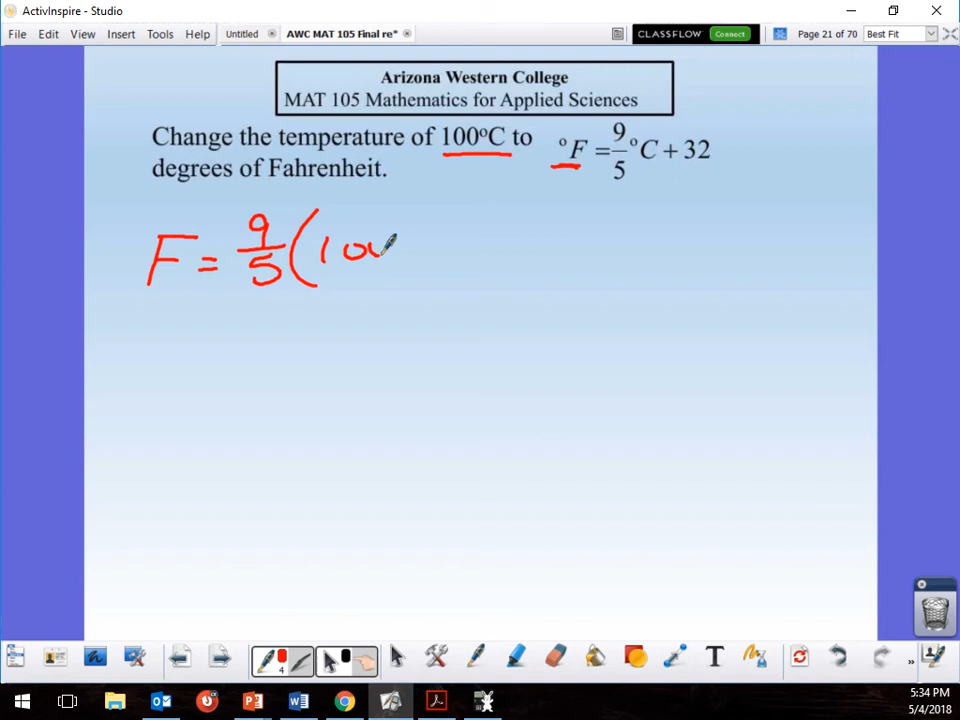 ActivInspire - Studio
File Edit View Insert Tools Help Untitled AWC MAT 105 Final re* CLASSFLOW Connect Page 21 of 70 Best Fit
Arizona Western College
MAT 105 Mathematics for Applied Sciences
Change the temperature of 100°C to
degrees of Fahrenheit.
°F = 9/5 °C + 32
F = 9/5 (100
4
5:34 PM
5/4/2018